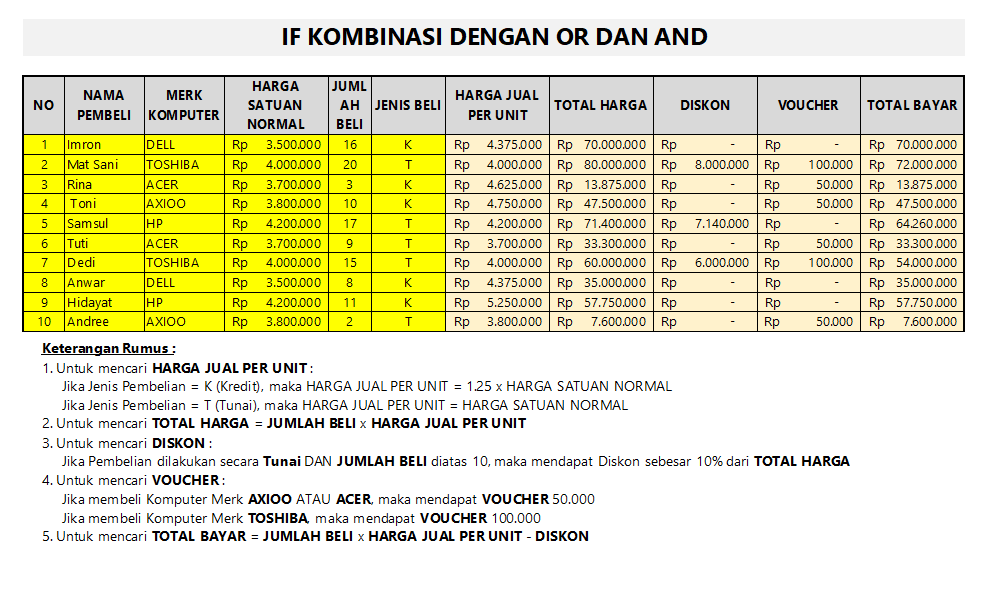 IF KOMBINASI DENGAN OR DAN AND
NO NAMA PEMBELI MERK KOMPUTER HARGA SATUAN NORMAL JUML AH BELI JENIS BELI HARGA JUAL PER UNIT TOTAL HARGA DISKON VOUCHER TOTAL BAYAR
1 Imron DELL Rp 3.500.000 16 K Rp 4.375.000 Rp 70.000.000 Rp - Rp - Rp 70.000.000
2 Mat Sani TOSHIBA Rp 4.000.000 20 T Rp 4.000.000 Rp 80.000.000 Rp 8.000.000 Rp 100.000 Rp 72.000.000
3 Rina ACER Rp 3.700.000 3 K Rp 4.625.000 Rp 13.875.000 Rp - Rp 50.000 Rp 13.875.000
4 Toni AXIOO Rp 3.800.000 10 K Rp 4.750.000 Rp 47.500.000 Rp - Rp 50.000 Rp 47.500.000
5 Samsul HP Rp 4.200.000 17 T Rp 4.200.000 Rp 71.400.000 Rp 7.140.000 Rp - Rp 64.260.000
6 Tuti ACER Rp 3.700.000 9 T Rp 3.700.000 Rp 33.300.000 Rp - Rp 50.000 Rp 33.300.000
7 Dedi TOSHIBA Rp 4.000.000 15 T Rp 4.000.000 Rp 60.000.000 Rp 6.000.000 Rp 100.000 Rp 54.000.000
8 Anwar DELL Rp 3.500.000 8 K Rp 4.375.000 Rp 35.000.000 Rp - Rp - Rp 35.000.000
9 Hidayat HP Rp 4.200.000 11 K Rp 5.250.000 Rp 57.750.000 Rp - Rp - Rp 57.750.000
10 Andree AXIOO Rp 3.800.000 2 T Rp 3.800.000 Rp 7.600.000 Rp - Rp 50.000 Rp 7.600.000
Keterangan Rumus :
1. Untuk mencari HARGA JUAL PER UNIT :
Jika Jenis Pembelian = K (Kredit), maka HARGA JUAL PER UNIT = 1.25 x HARGA SATUAN NORMAL
Jika Jenis Pembelian = T (Tunai), maka HARGA JUAL PER UNIT = HARGA SATUAN NORMAL
2. Untuk mencari TOTAL HARGA = JUMLAH BELI x HARGA JUAL PER UNIT
3. Untuk mencari DISKON :
Jika Pembelian dilakukan secara Tunai DAN JUMLAH BELI diatas 10, maka mendapat Diskon sebesar 10% dari TOTAL HARGA
4. Untuk mencari VOUCHER :
Jika membeli Komputer Merk AXIOO ATAU ACER, maka mendapat VOUCHER 50.000
Jika membeli Komputer Merk TOSHIBA, maka mendapat VOUCHER 100.000
5. Untuk mencari TOTAL BAYAR = JUMLAH BELI x HARGA JUAL PER UNIT - DISKON